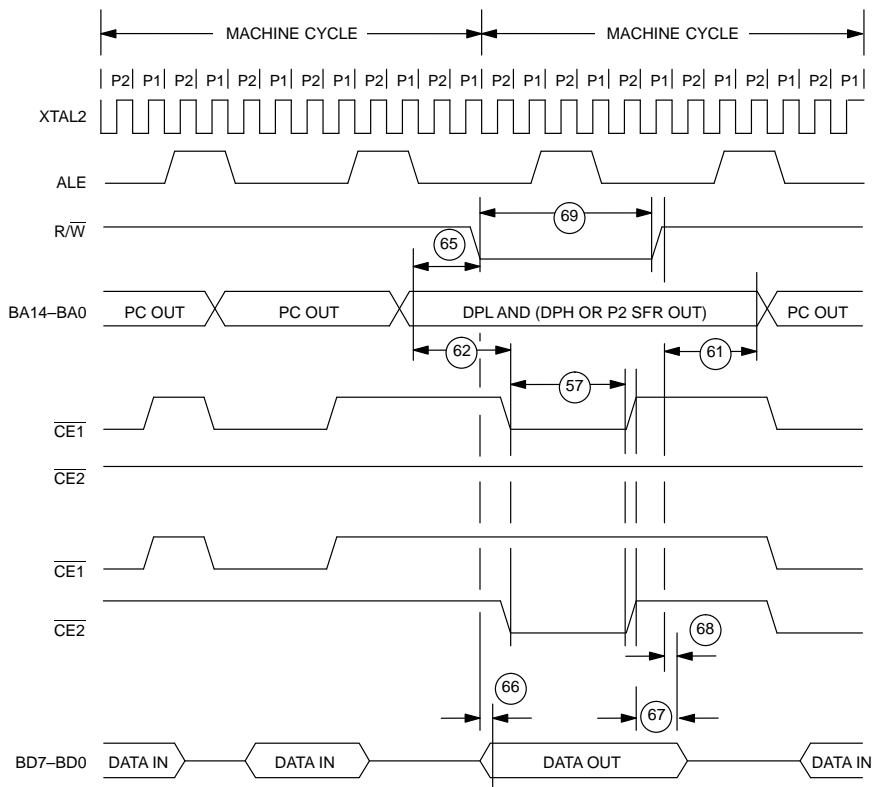 MACHINE CYCLE MACHINE CYCLE
P2 P1 P2 P1 P2 P1 P2 P1 P2 P1 P2 P1 P2 P1 P2 P1 P2 P1 P2 P1 P2 P1 P2 P1
XTAL2
ALE
R/W
69
65
BA14–BA0 PC OUT PC OUT DPL AND (DPH OR P2 SFR OUT) PC OUT
62 61
57
CE1
CE2
CE1
CE2
68
66
67
BD7–BD0 DATA IN DATA IN DATA OUT DATA IN